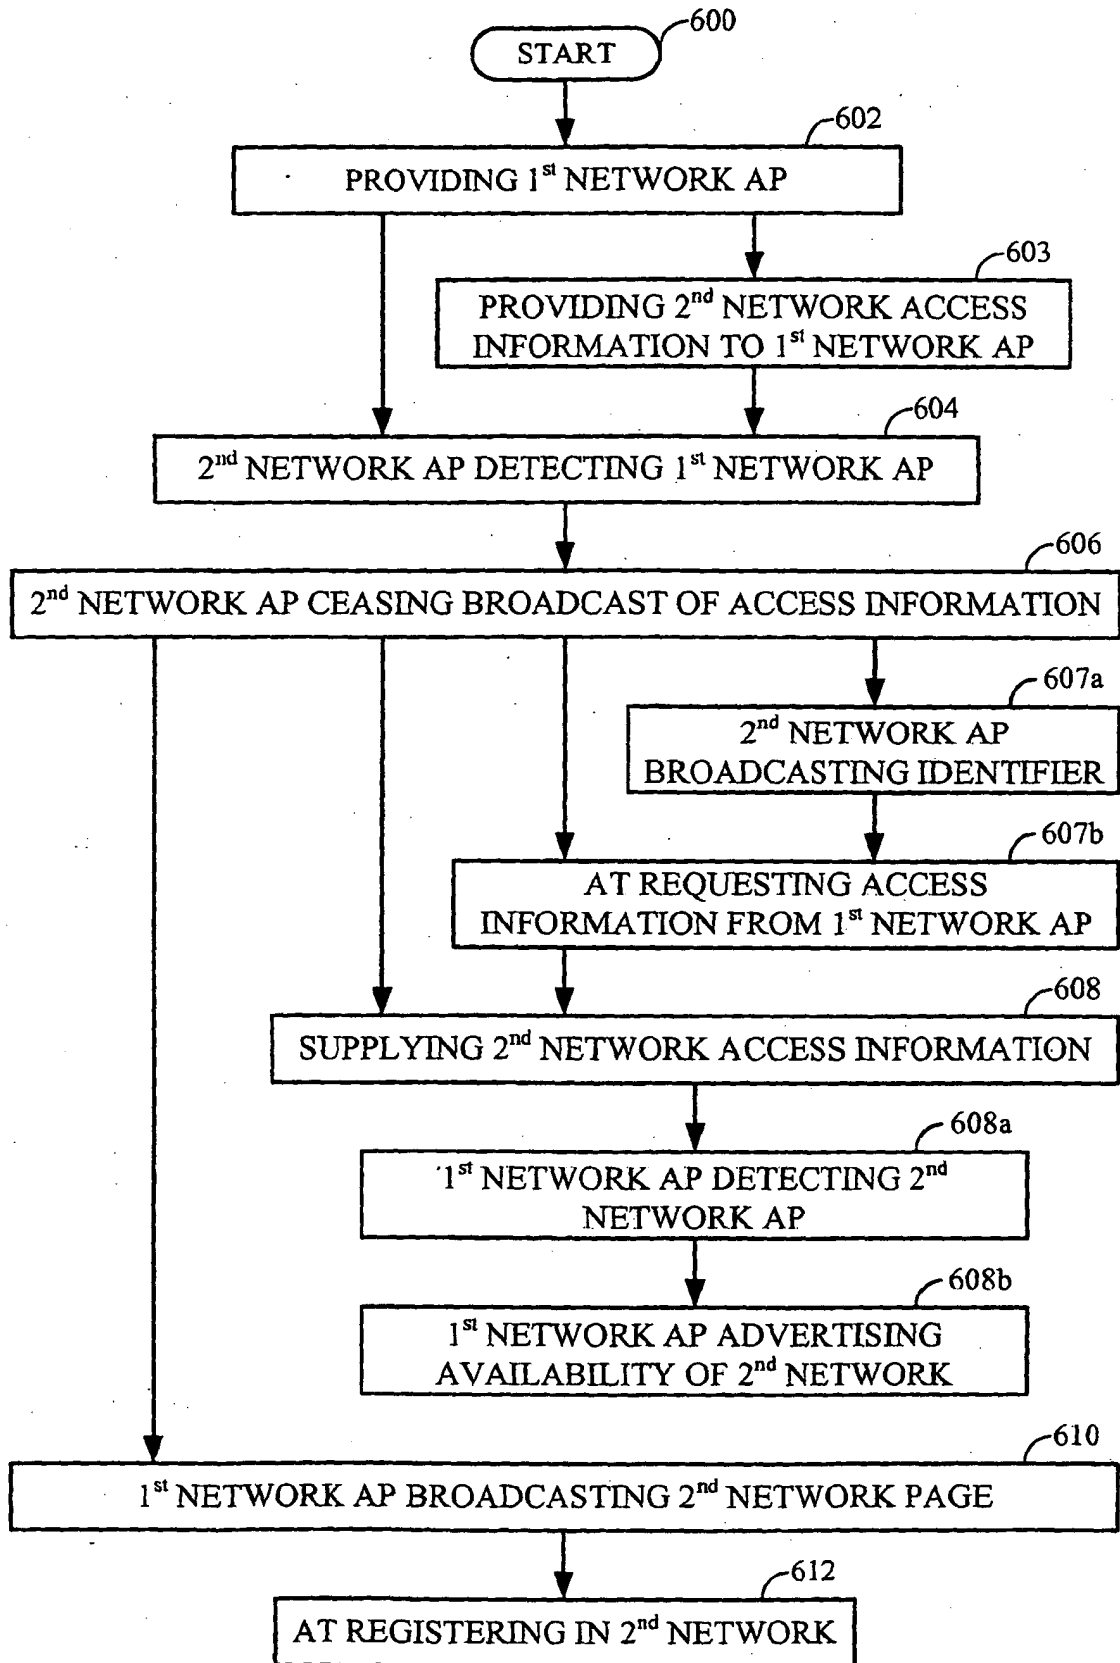 600
START
602
PROVIDING 1st NETWORK AP
603
PROVIDING 2nd NETWORK ACCESS
INFORMATION TO 1st NETWORK AP
604
2nd NETWORK AP DETECTING 1st NETWORK AP
606
2nd NETWORK AP CEASING BROADCAST OF ACCESS INFORMATION
607a
2nd NETWORK AP
BROADCASTING IDENTIFIER
607b
AT REQUESTING ACCESS
INFORMATION FROM 1st NETWORK AP
608
SUPPLYING 2nd NETWORK ACCESS INFORMATION
608a
1st NETWORK AP DETECTING 2nd
NETWORK AP
608b
1st NETWORK AP ADVERTISING
AVAILABILITY OF 2nd NETWORK
610
1st NETWORK AP BROADCASTING 2nd NETWORK PAGE
612
AT REGISTERING IN 2nd NETWORK